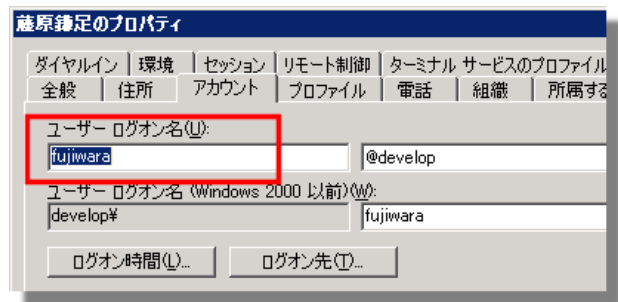 藤原鎌足のプロパティ
ダイヤルイン 環境 セッション リモート制御 ターミナル サービスのプロファイル
全般 住所 アカウント プロファイル 電話 組織 所属する
ユーザー ログオン名(U):
fujiwara @develop
ユーザー ログオン名 (Windows 2000 以前)(W):
develop¥ fujiwara
ログオン時間(L)... ログオン先(T)...